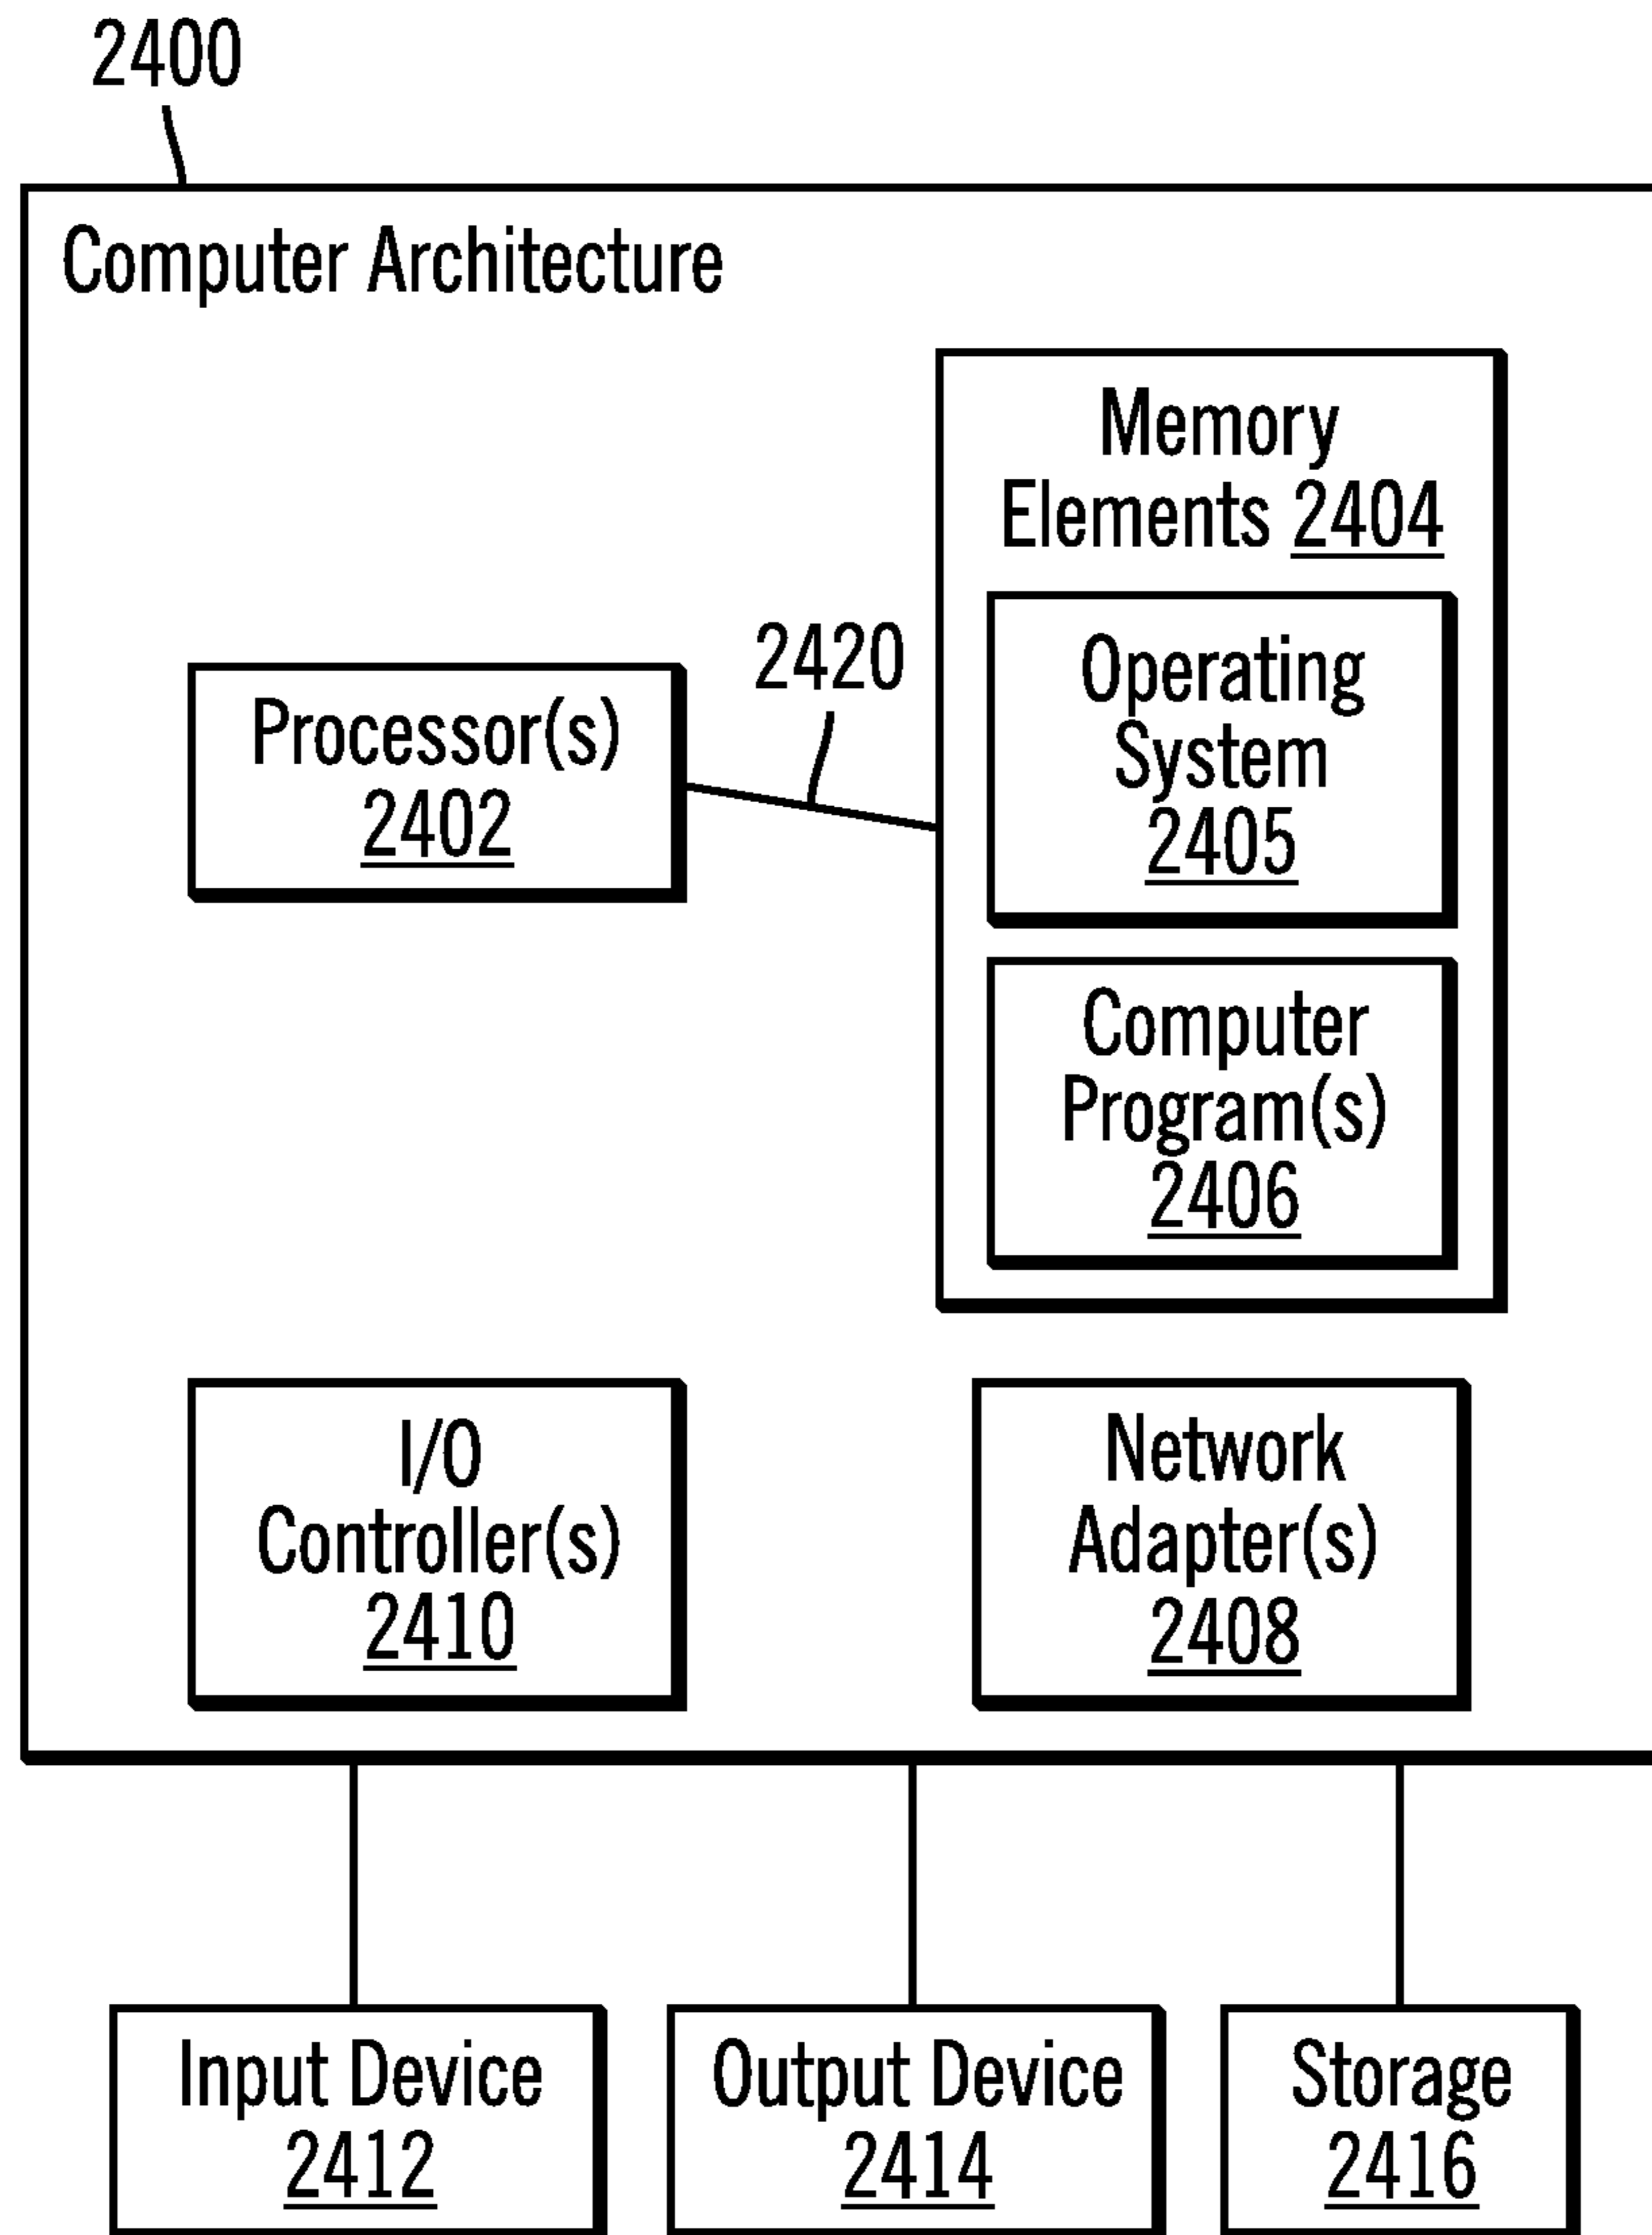 2400
Computer Architecture
Memory
Elements 2404
2420
Operating
System
2405
Processor(s)
2402
Computer
Program(s)
2406
I/O
Controller(s)
2410
Network
Adapter(s)
2408
Input Device
2412
Output Device
2414
Storage
2416